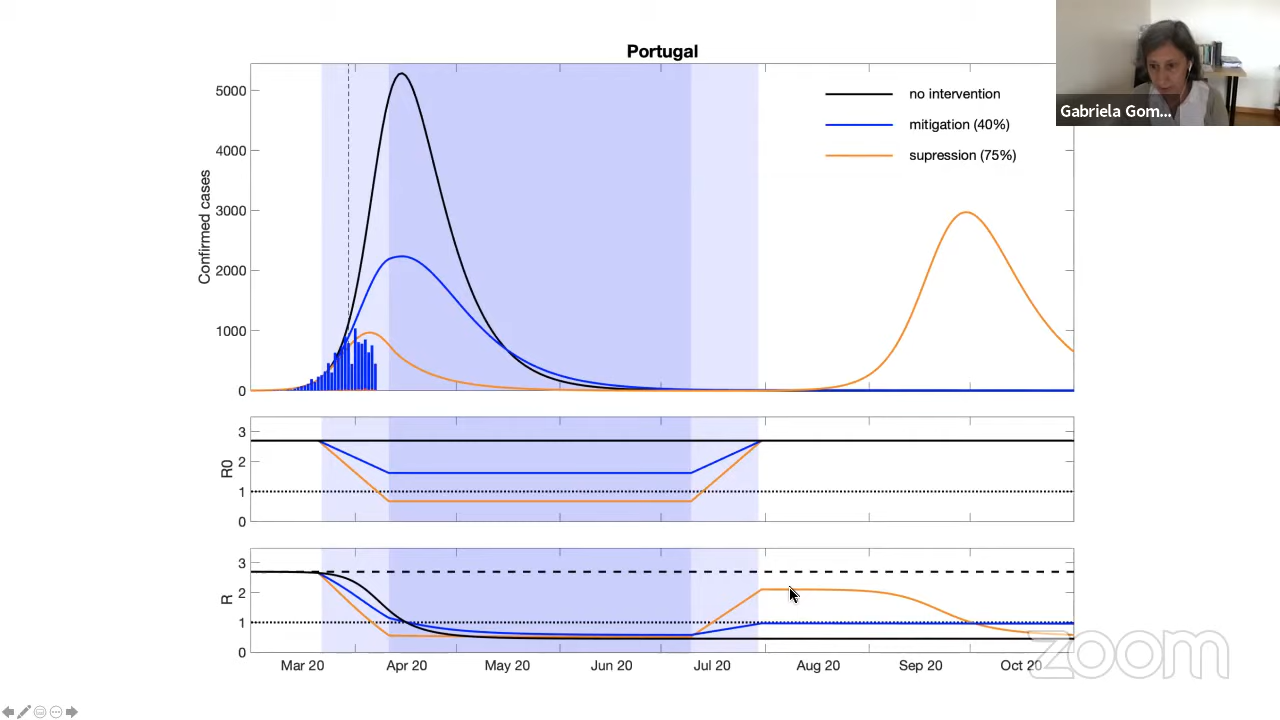 Portugal
5000
4000
3000
2000
1000
0
Confirmed cases
no intervention
mitigation (40%)
supression (75%)
Gabriela Gom...
3
2
1
0
R0
3
2
1
0
R
Mar 20
Apr 20
May 20
Jun 20
Jul 20
Aug 20
Sep 20
Oct 20
zoom